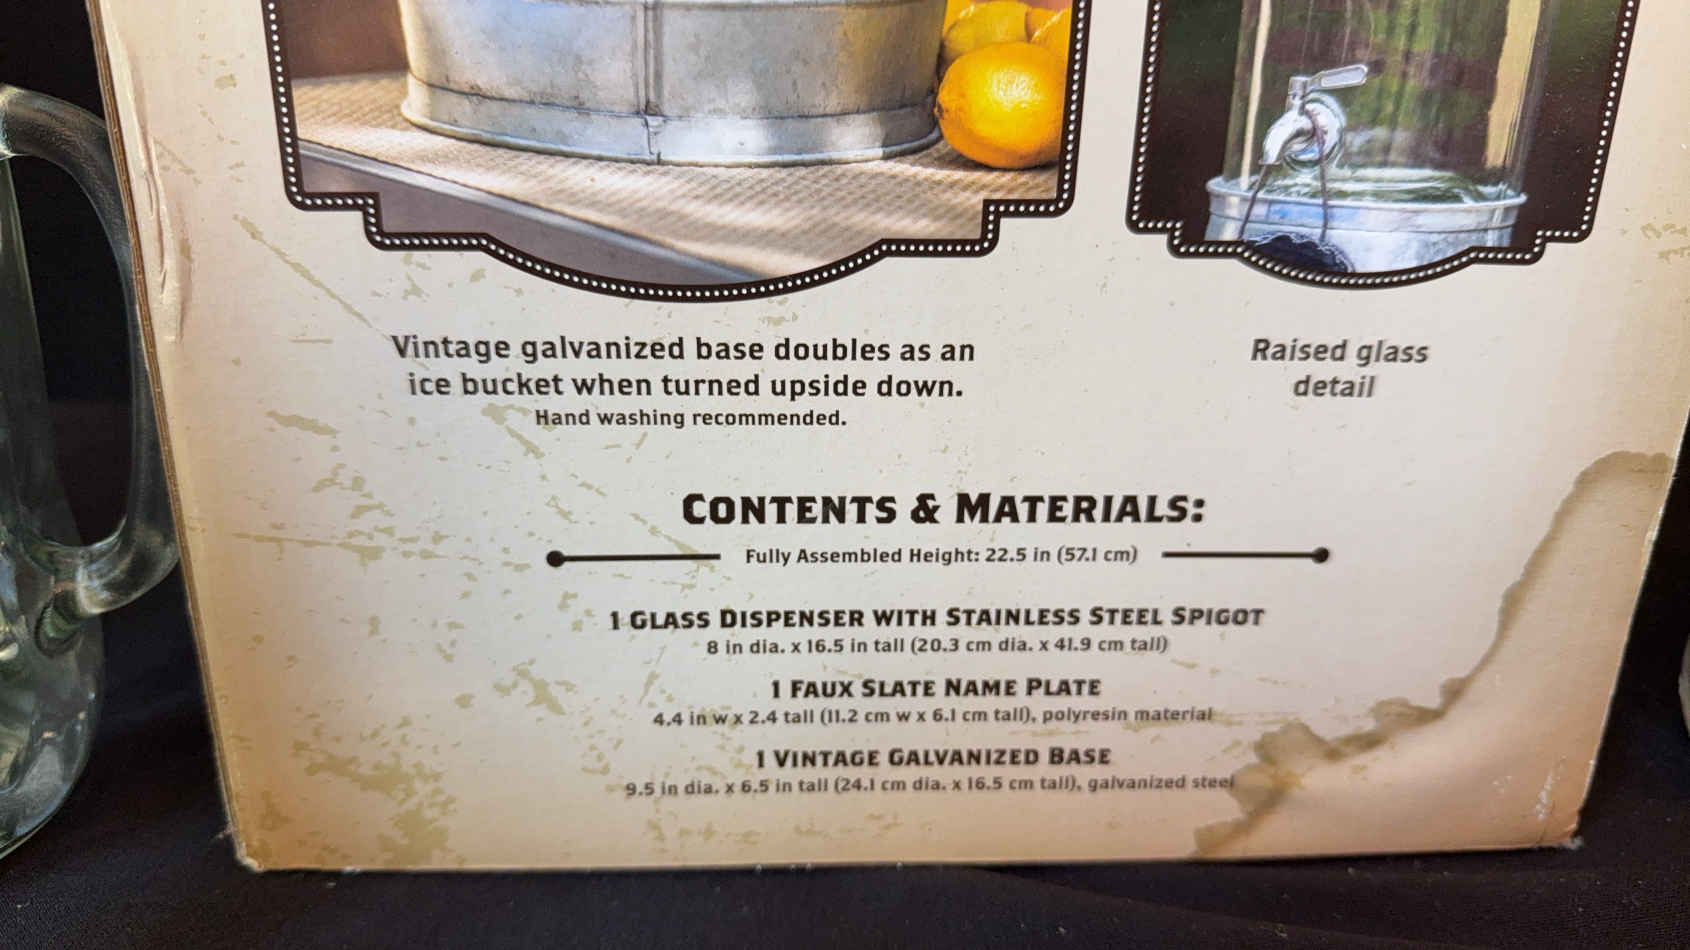 Vintage galvanized base doubles as an
ice bucket when turned upside down.
Hand washing recommended.
Raised glass
detail
CONTENTS & MATERIALS:
Fully Assembled Height: 22.5 in (57.1 cm)
1 GLASS DISPENSER WITH STAINLESS STEEL SPIGOT
8 in dia. x 16.5 in tall (20.3 cm dia. x 41.9 cm tall)
1 FAUX SLATE NAME PLATE
4.4 in w x 2.4 tall (11.2 cm w x 6.1 cm tall), polyresin material
1 VINTAGE GALVANIZED BASE
9.5 in dia. x 6.5 in tall (24.1 cm dia. x 16.5 cm tall), galvanized steel